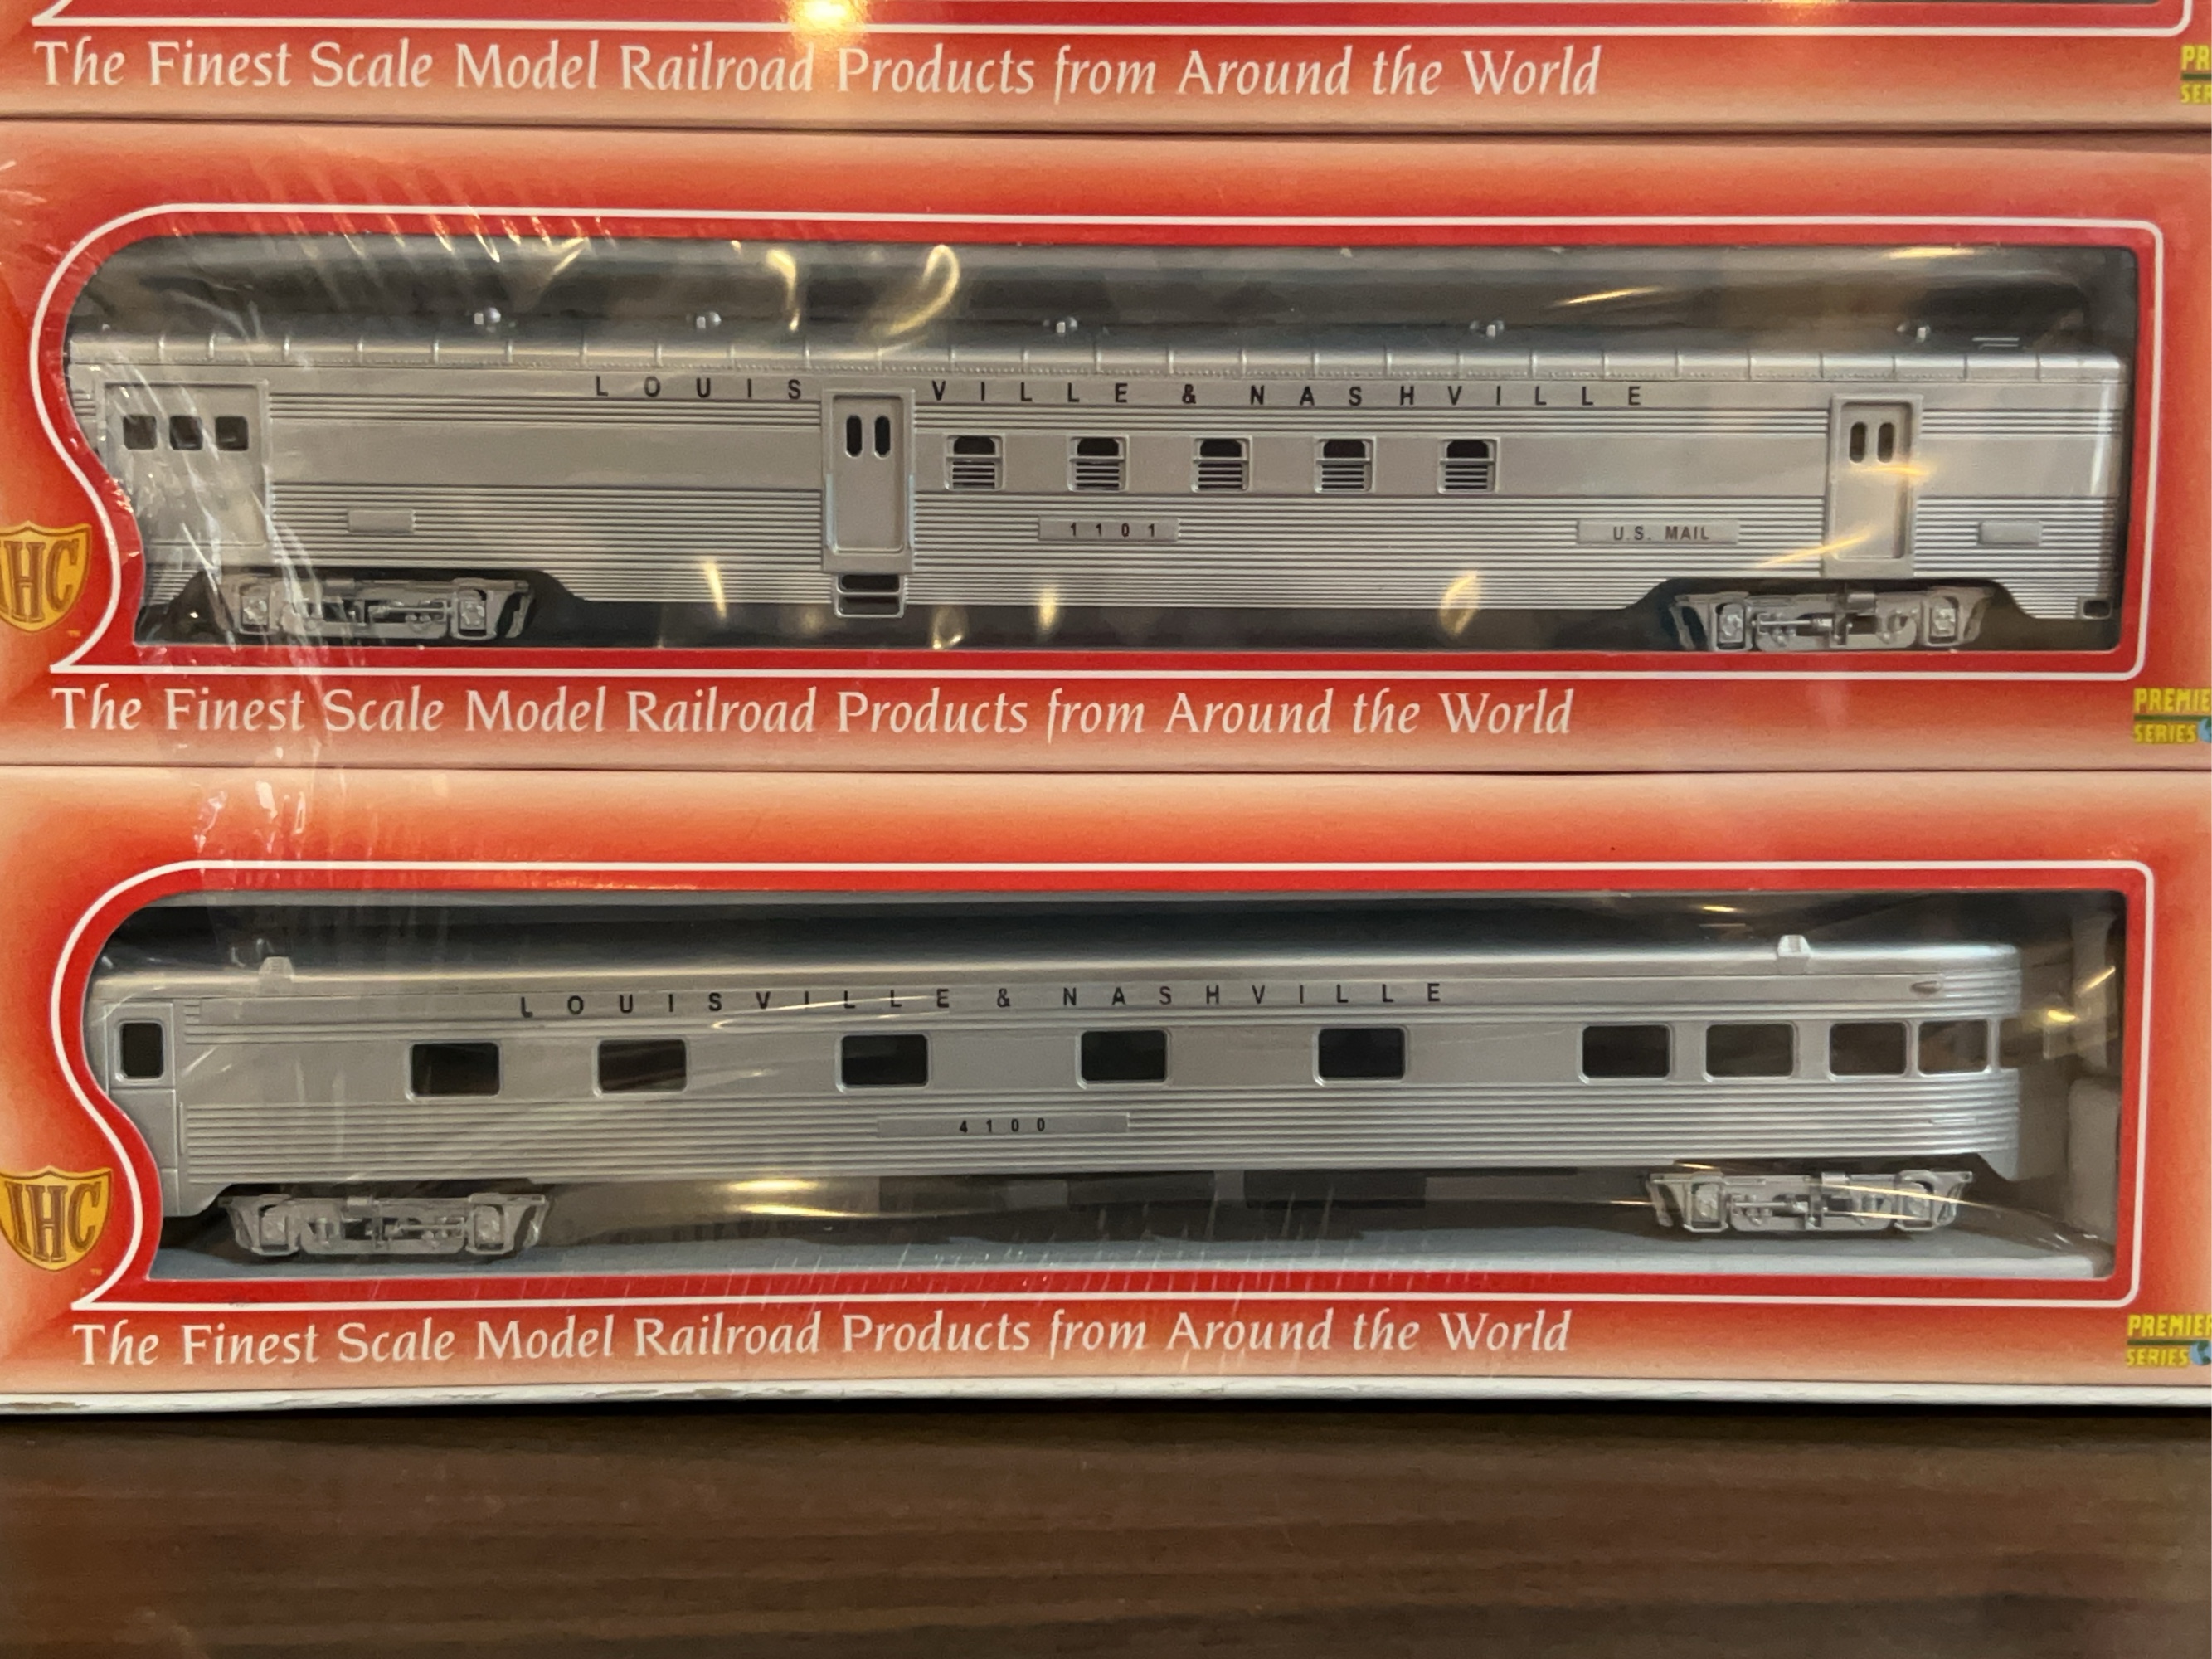 The Finest Scale Model Railroad Products from Around the World
LOUISVILLE & NASHVILLE
1101
U.S. MAIL
IHC
The Finest Scale Model Railroad Products from Around the World
PREMIE
SERIES
LOUISVILLE & NASHVILLE
4100
IHC
The Finest Scale Model Railroad Products from Around the World
PREMIER
SERIES